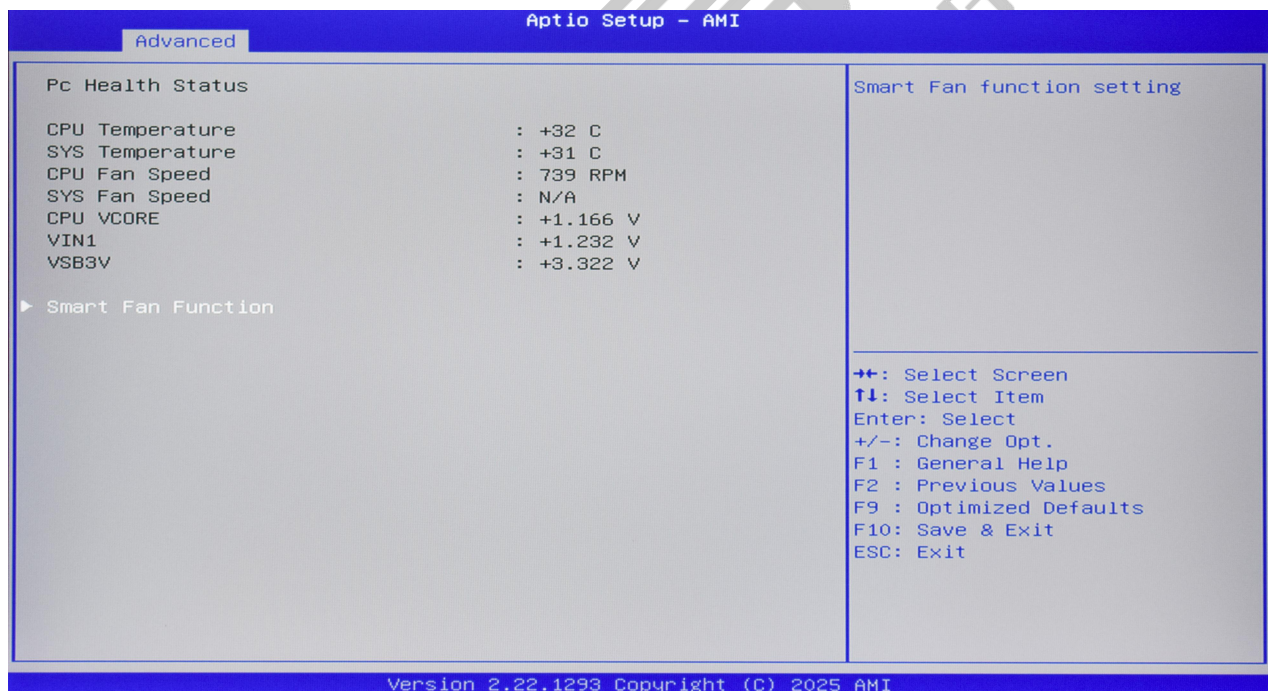 Aptio Setup - AMI
Advanced
Pc Health Status
CPU Temperature : +32 C
SYS Temperature : +31 C
CPU Fan Speed : 739 RPM
SYS Fan Speed : N/A
CPU VCORE : +1.166 V
VIN1 : +1.232 V
VSB3V : +3.322 V
▶ Smart Fan Function
Smart Fan function setting
→←: Select Screen
↑↓: Select Item
Enter: Select
+/-: Change Opt.
F1 : General Help
F2 : Previous Values
F9 : Optimized Defaults
F10: Save & Exit
ESC: Exit
Version 2.22.1293 Copyright (C) 2025 AMI